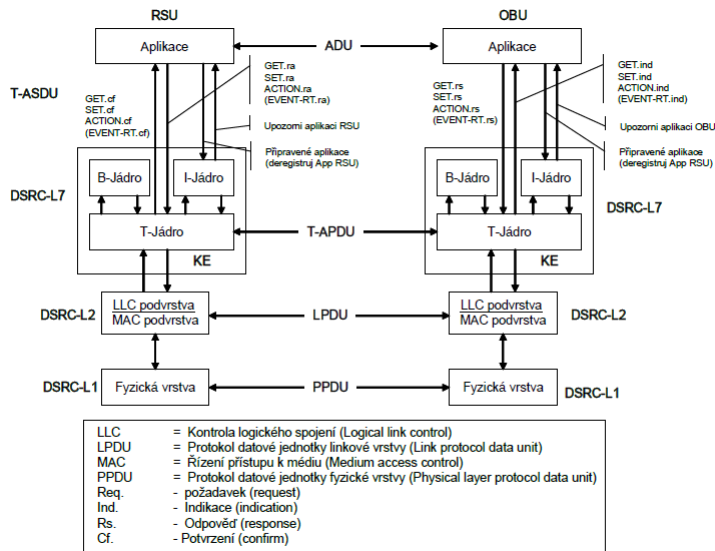 RSU
OBU
Aplikace
ADU
Aplikace
T-ASDU
GET.cf
SET.cf
ACTION.cf
(EVENT-RT.cf)
GET.ra
SET.ra
ACTION.ra
(EVENT-RT.ra)
Upozorni aplikaci RSU
Připravené aplikace
(deregistruj App RSU)
GET.rs
SET.rs
ACTION.rs
(EVENT-RT.rs)
GET.ind
SET.ind
ACTION.ind
(EVENT-RT.ind)
Upozorni aplikaci OBU
Připravené aplikace
(deregistruj App RSU)
DSRC-L7
B-Jádro
I-Jádro
T-Jádro
KE
T-APDU
B-Jádro
I-Jádro
T-Jádro
KE
DSRC-L7
DSRC-L2
LLC podvrstva
MAC podvrstva
LPDU
LLC podvrstva
MAC podvrstva
DSRC-L2
DSRC-L1
Fyzická vrstva
PPDU
Fyzická vrstva
DSRC-L1
LLC = Kontrola logického spojení (Logical link control)
LPDU = Protokol datové jednotky linkové vrstvy (Link protocol data unit)
MAC = Řízení přístupu k médiu (Medium access control)
PPDU = Protokol datové jednotky fyzické vrstvy (Physical layer protocol data unit)
Req. - požadavek (request)
Ind. - Indikace (indication)
Rs. - Odpověď (response)
Cf. - Potvrzení (confirm)